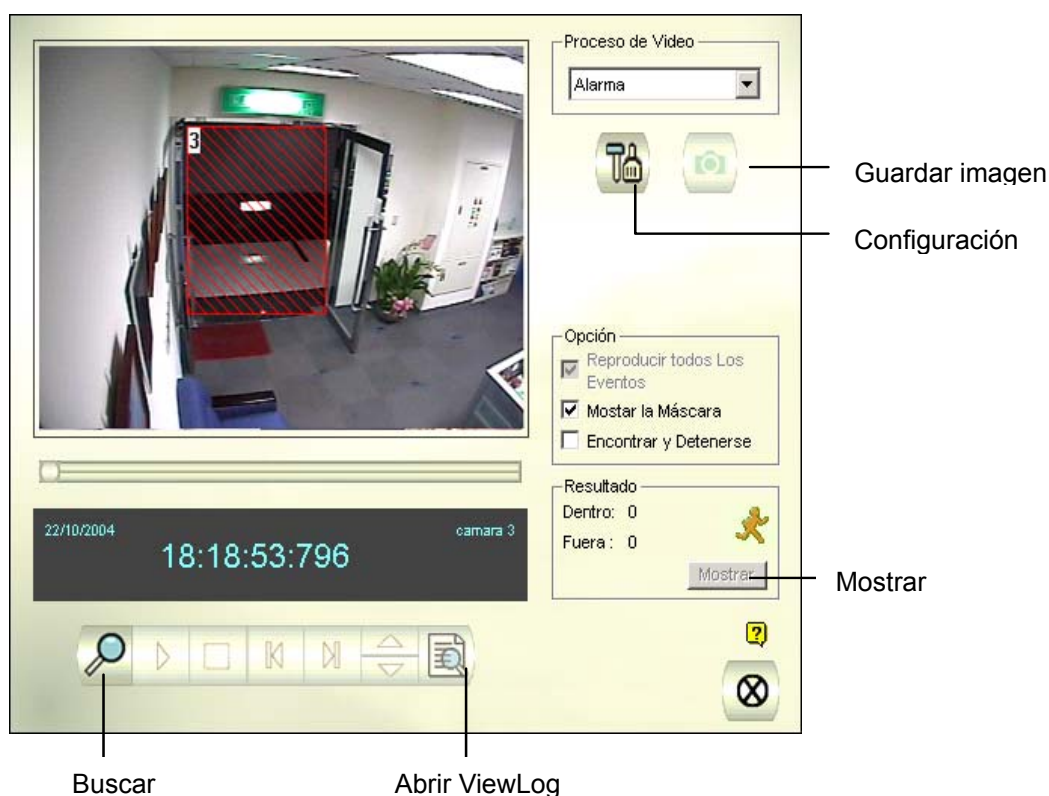 Proceso de Video
Alarma
3
Guardar imagen
Configuración
Opción
Reproducir todos Los
Eventos
Mostar la Máscara
Encontrar y Detenerse
Resultado
Dentro: 0
Fuera : 0
Mostrar
Mostrar
22/10/2004
camara 3
18:18:53:796
?
Buscar
Abrir ViewLog